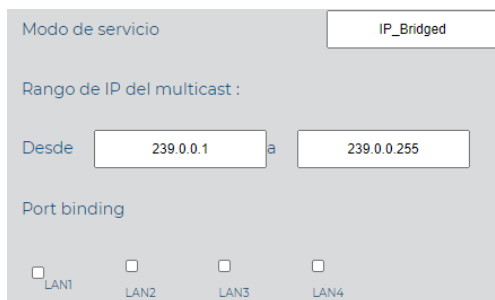 Modo de servicio IP_Bridged
Rango de IP del multicast :
Desde 239.0.0.1 a 239.0.0.255
Port binding
LAN1 LAN2 LAN3 LAN4